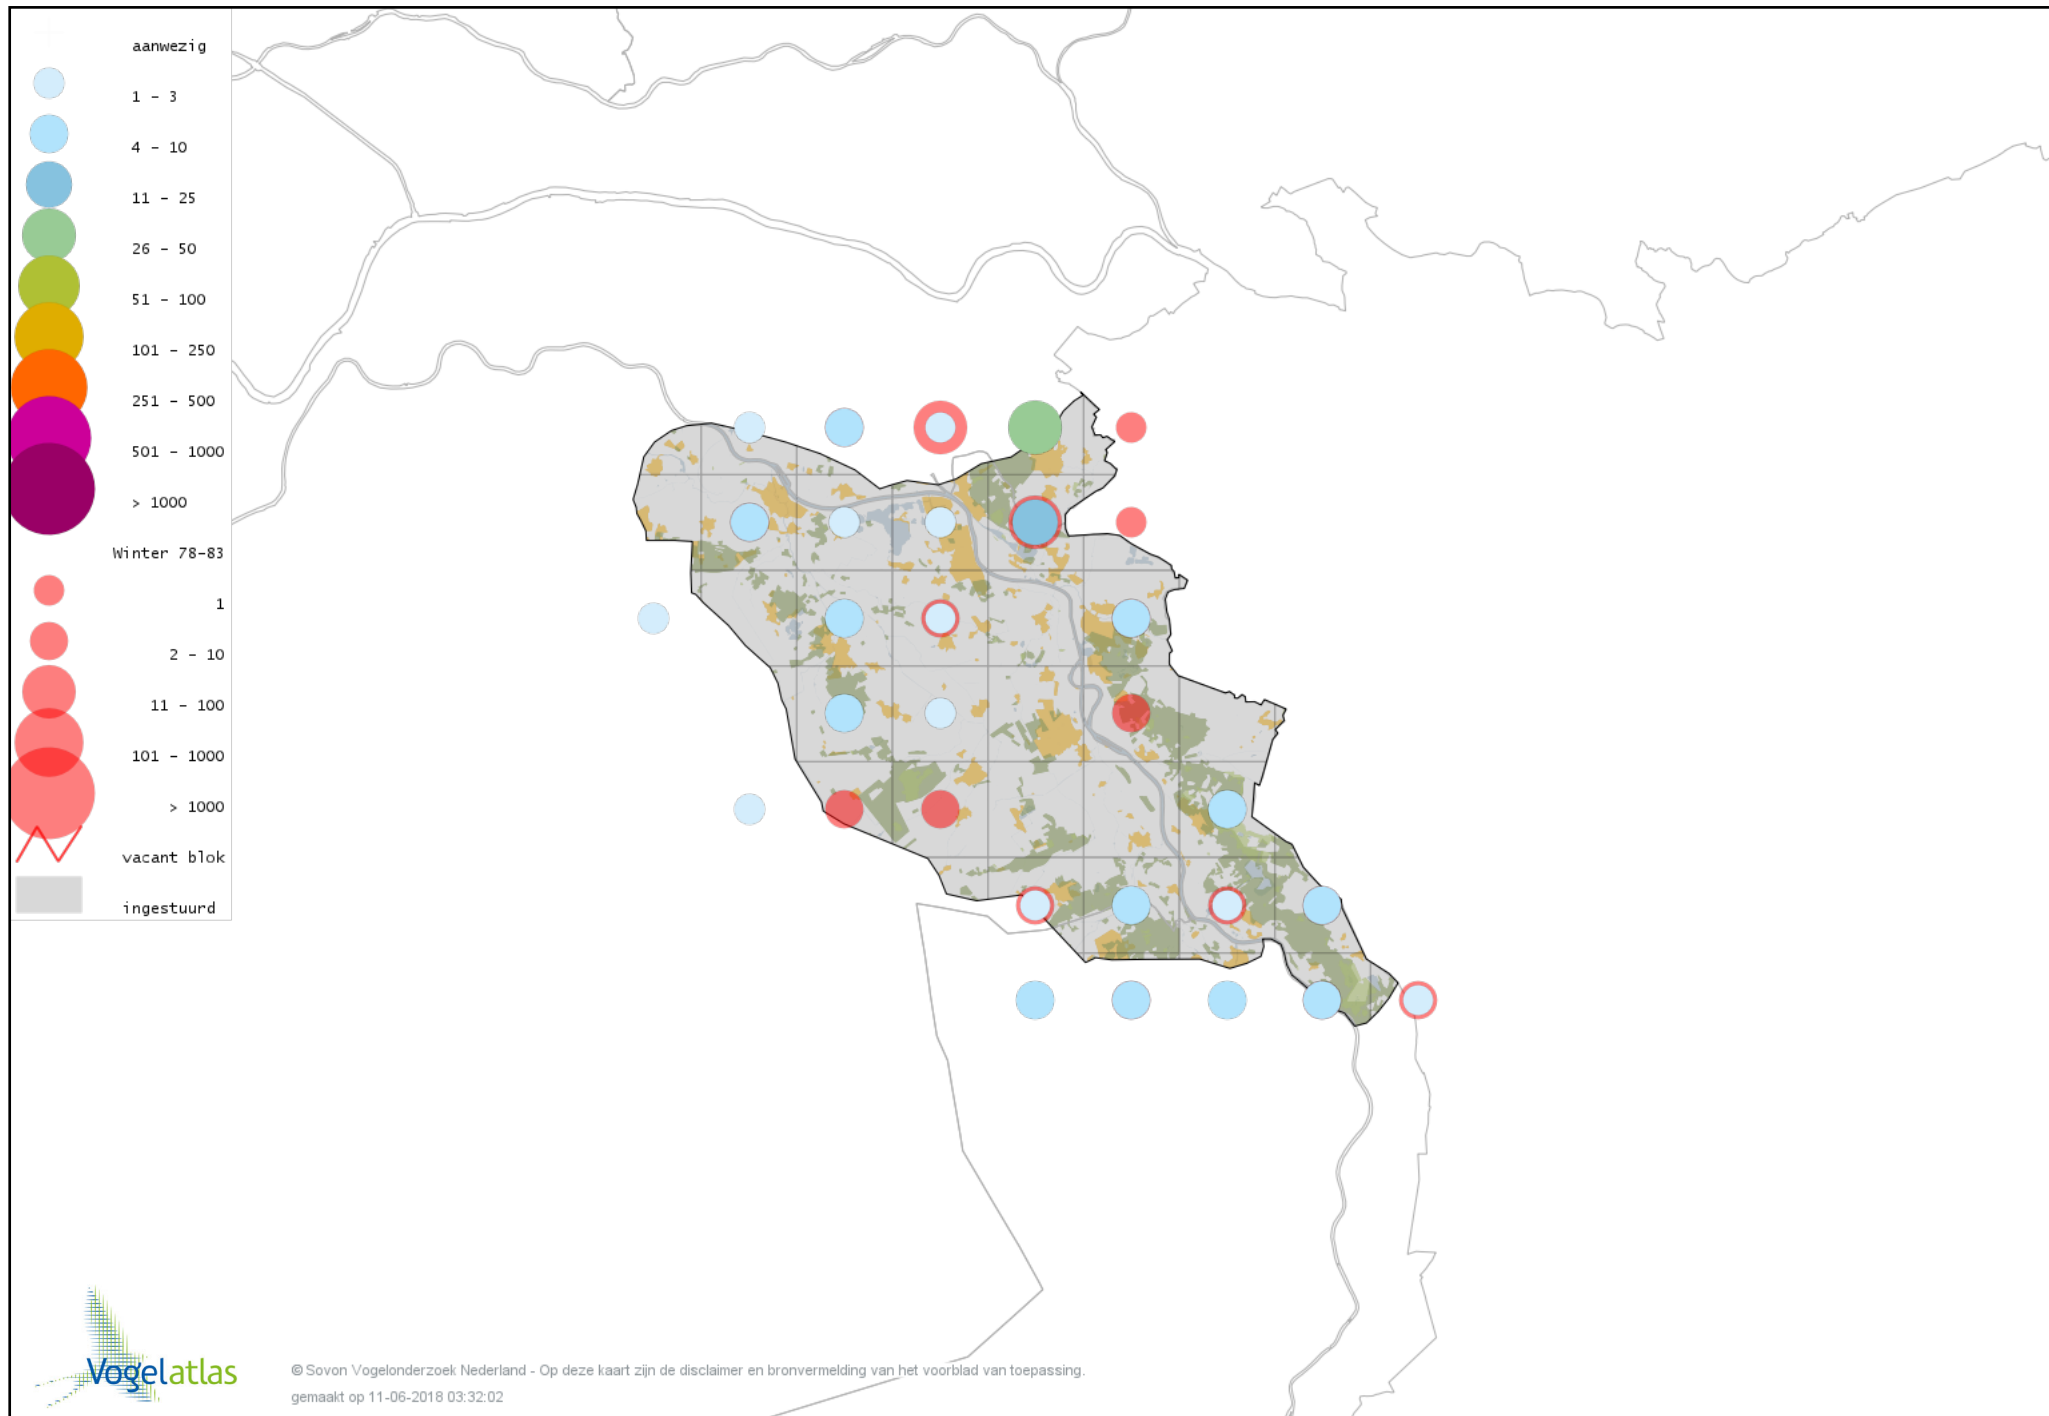 aanwezig
1 - 3
4 - 10
11 - 25
26 - 50
51 - 100
101 - 250
251 - 500
501 - 1000
> 1000
Winter 78-83
1
2 - 10
11 - 100
101 - 1000
> 1000
vacant blok
ingestuurd
Vogelatlas
© Sovon Vogelonderzoek Nederland - Op deze kaart zijn de disclaimer en bronvermelding van het voorblad van toepassing.
gemaakt op 11-06-2018 03:32:02